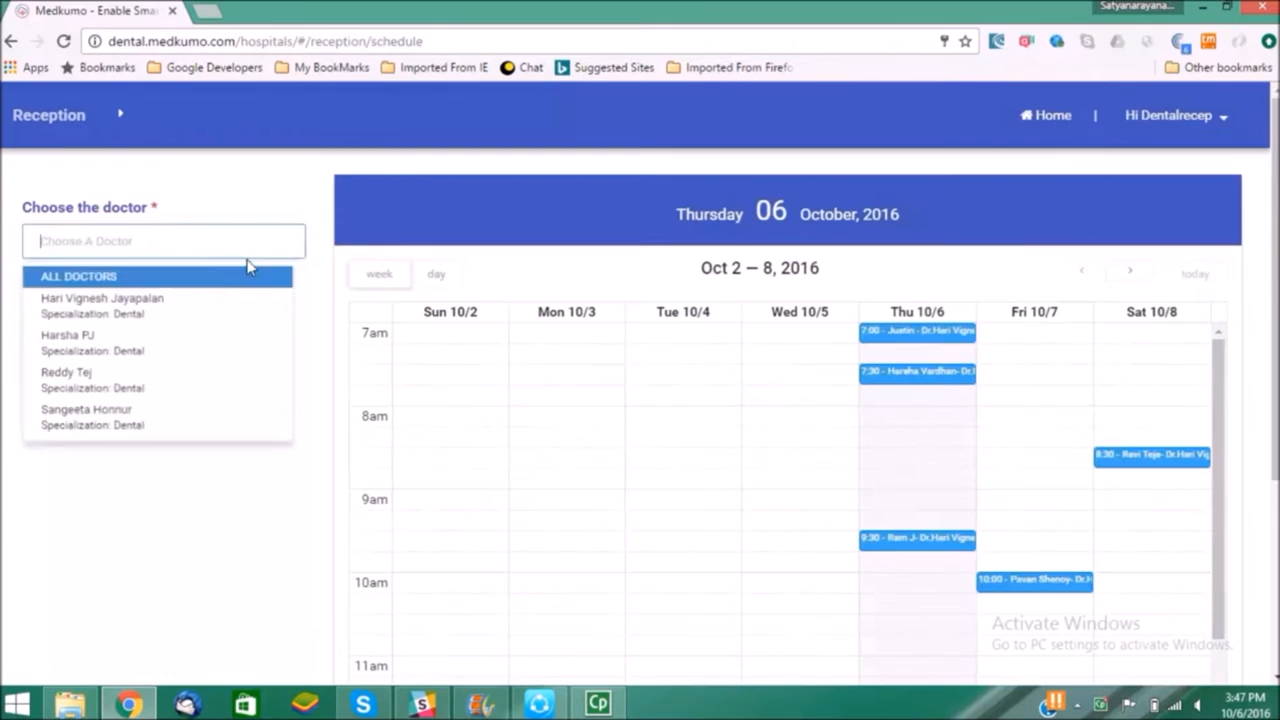 Medkumo - Enable Sma
Satyanarayana...
dental.medkumo.com/hospitals/#/reception/schedule
Apps Bookmarks Google Developers My BookMarks Imported From IE Chat Suggested Sites Imported From Firefo Other bookmarks
Reception
Home | Hi Dentalrecep
Choose the doctor *
Choose A Doctor
ALL DOCTORS
Hari Vignesh Jayapalan
Specialization: Dental
Harsha PJ
Specialization: Dental
Reddy Tej
Specialization: Dental
Sangeeta Honnur
Specialization: Dental
Thursday 06 October, 2016
week day
Oct 2 — 8, 2016
today
Sun 10/2 Mon 10/3 Tue 10/4 Wed 10/5 Thu 10/6 Fri 10/7 Sat 10/8
7am
7:00 - Justin - Dr.Hari Vigne
7:30 - Harsha Vardhan- Dr.
8am
8:30 - Ravi Teja- Dr.Hari Vig
9am
9:30 - Ram J- Dr.Hari Vigne
10am
10:00 - Pavan Shenoy- Dr.H
11am
Activate Windows
Go to PC settings to activate Windows.
3:47 PM
10/6/2016